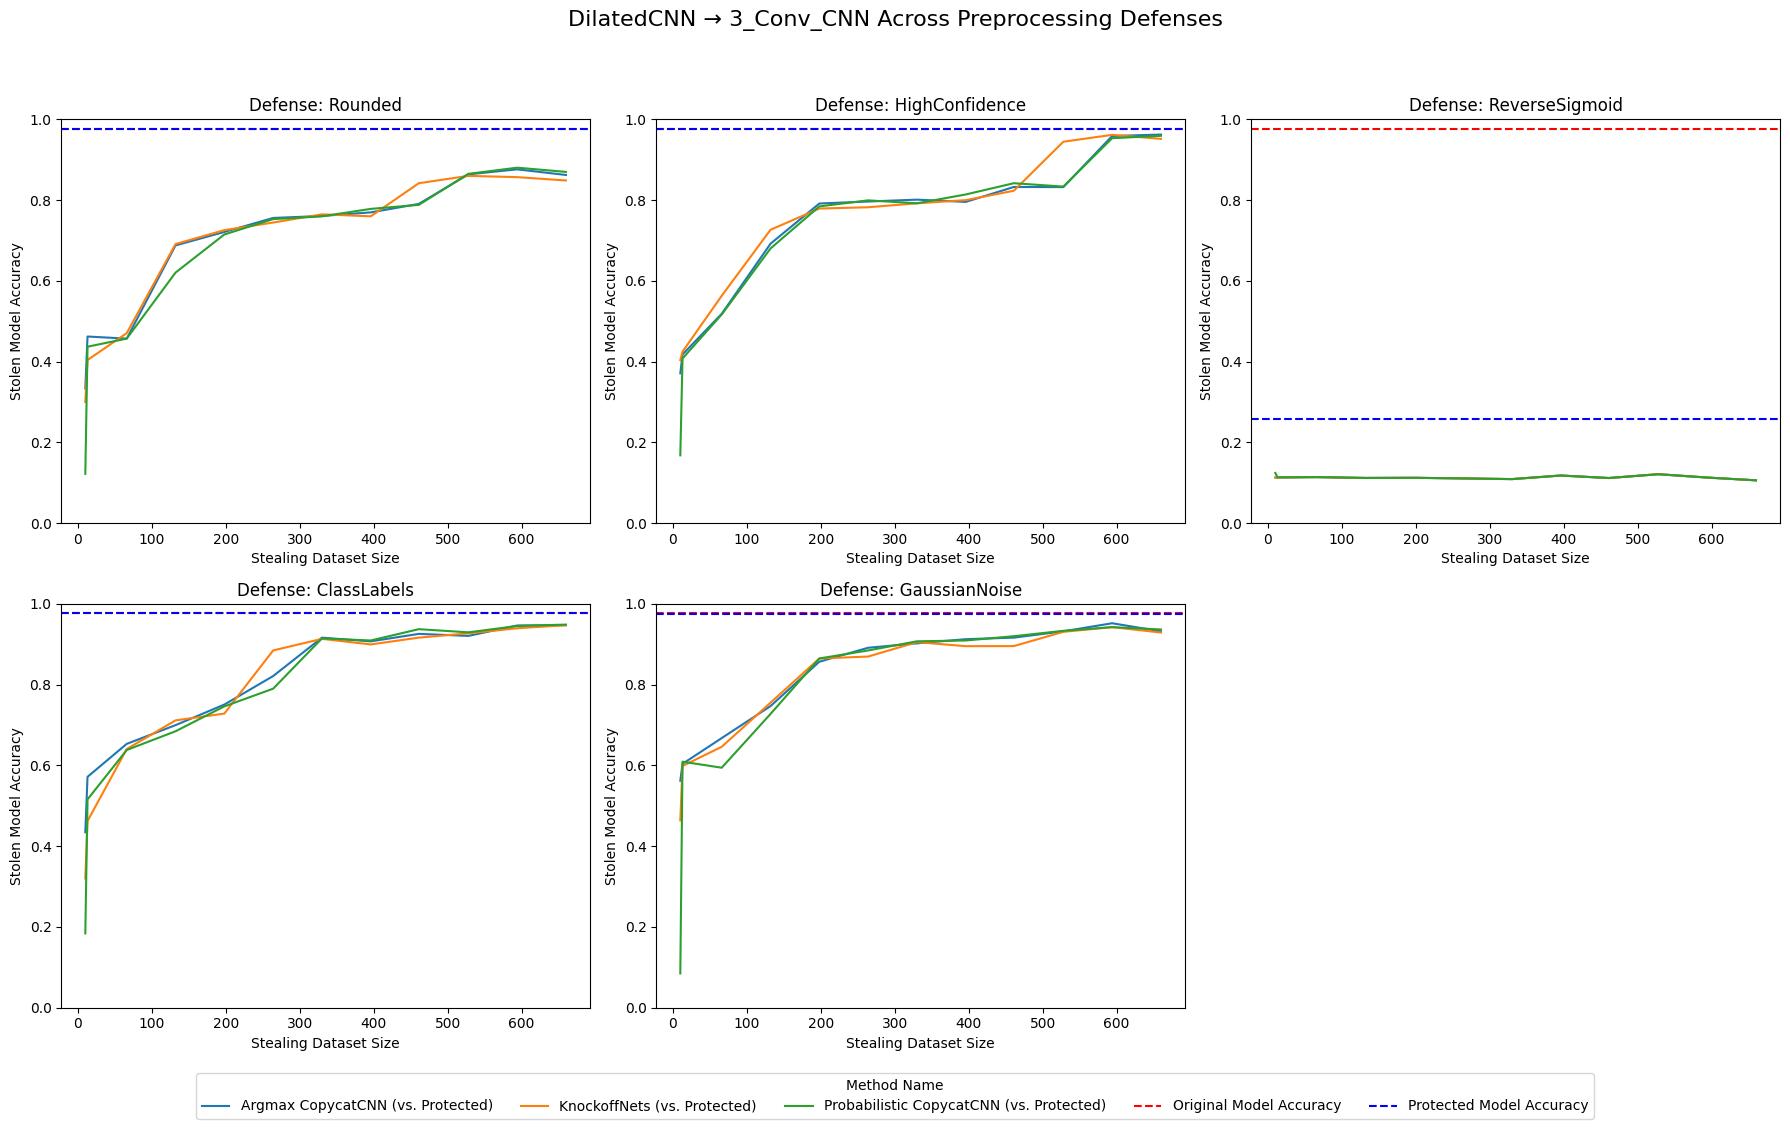 DilatedCNN → 3_Conv_CNN Across Preprocessing Defenses
Defense: Rounded
Stolen Model Accuracy
1.0
0.8
0.6
0.4
0.2
0.0
0 100 200 300 400 500 600
Stealing Dataset Size
Defense: HighConfidence
Stolen Model Accuracy
1.0
0.8
0.6
0.4
0.2
0.0
0 100 200 300 400 500 600
Stealing Dataset Size
Defense: ReverseSigmoid
Stolen Model Accuracy
1.0
0.8
0.6
0.4
0.2
0.0
0 100 200 300 400 500 600
Stealing Dataset Size
Defense: ClassLabels
Stolen Model Accuracy
1.0
0.8
0.6
0.4
0.2
0.0
0 100 200 300 400 500 600
Stealing Dataset Size
Defense: GaussianNoise
Stolen Model Accuracy
1.0
0.8
0.6
0.4
0.2
0.0
0 100 200 300 400 500 600
Stealing Dataset Size
Method Name
Argmax CopycatCNN (vs. Protected) KnockoffNets (vs. Protected) Probabilistic CopycatCNN (vs. Protected) Original Model Accuracy Protected Model Accuracy